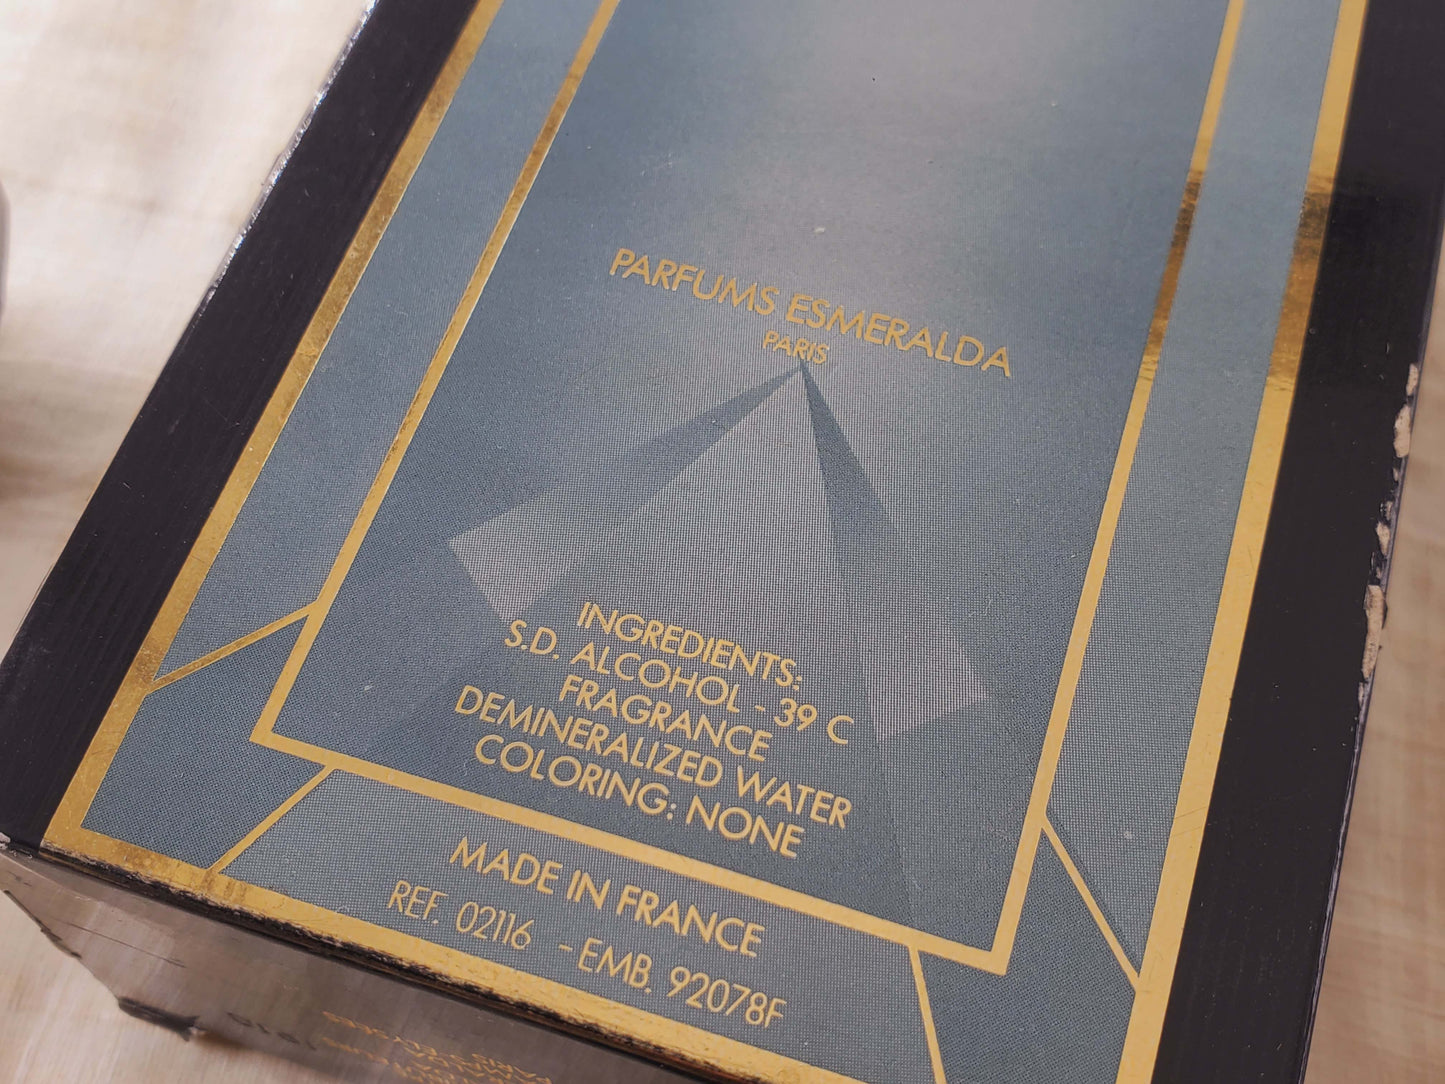 PARFUMS ESMERALDA
PARIS
INGREDIENTS:
S.D. ALCOHOL - 39 C
FRAGRANCE
DEMINERALIZED WATER
COLORING: NONE
MADE IN FRANCE
REF. 02116 - EMB. 92078F